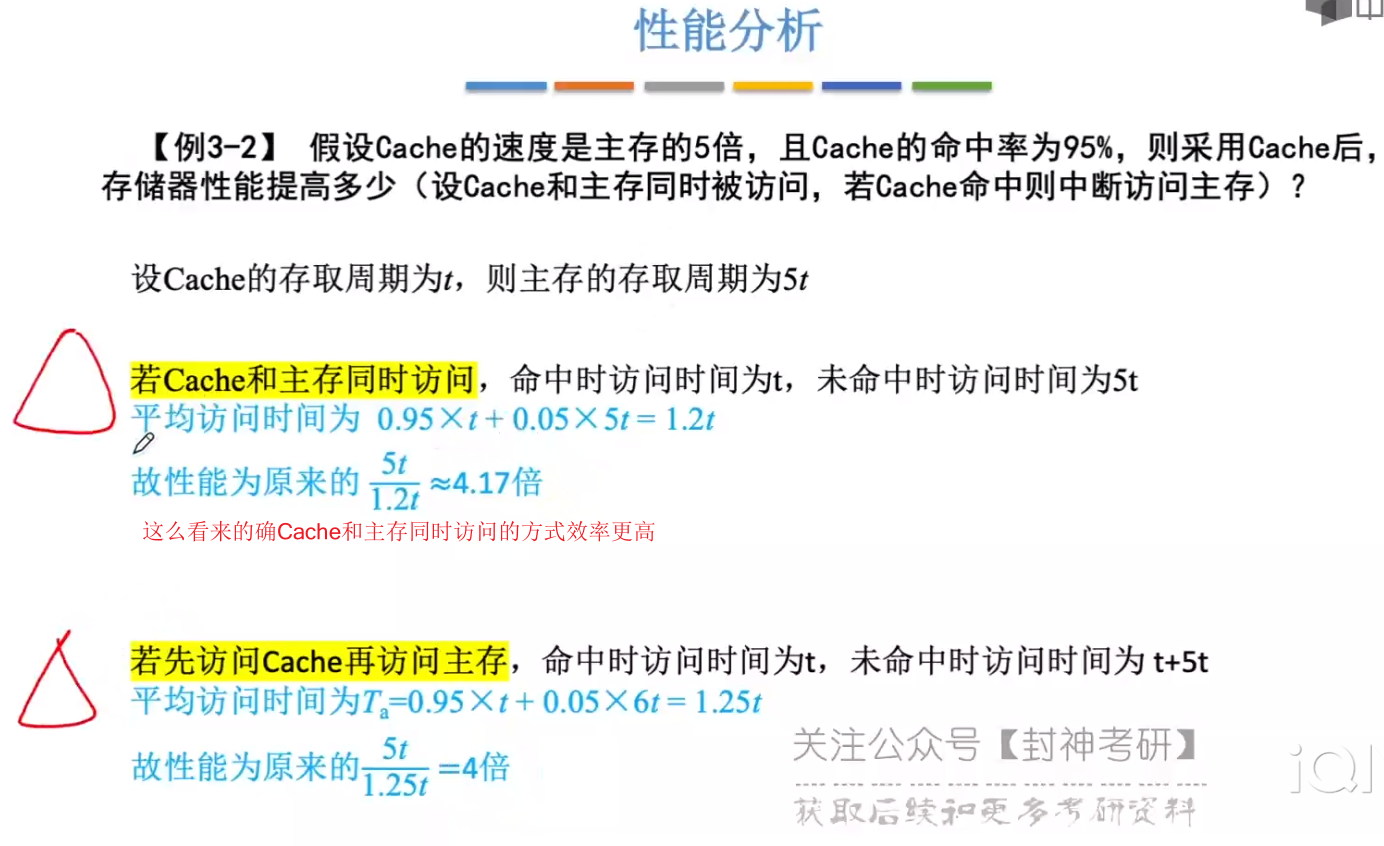 性能分析
【例3-2】 假设Cache的速度是主存的5倍，且Cache的命中率为95%，则采用Cache后，
存储器性能提高多少（设Cache和主存同时被访问，若Cache命中则中断访问主存）？
设Cache的存取周期为t，则主存的存取周期为5t
若Cache和主存同时访问，命中时访问时间为t，未命中时访问时间为5t
平均访问时间为 0.95×t + 0.05×5t = 1.2t
故性能为原来的 5t/1.2t ≈4.17倍
这么看来的确Cache和主存同时访问的方式效率更高
若先访问Cache再访问主存，命中时访问时间为t，未命中时访问时间为 t+5t
平均访问时间为Ta=0.95×t + 0.05×6t = 1.25t
故性能为原来的 5t/1.25t =4倍
关注公众号【封神考研】
获取后续和更多考研资料
iQI